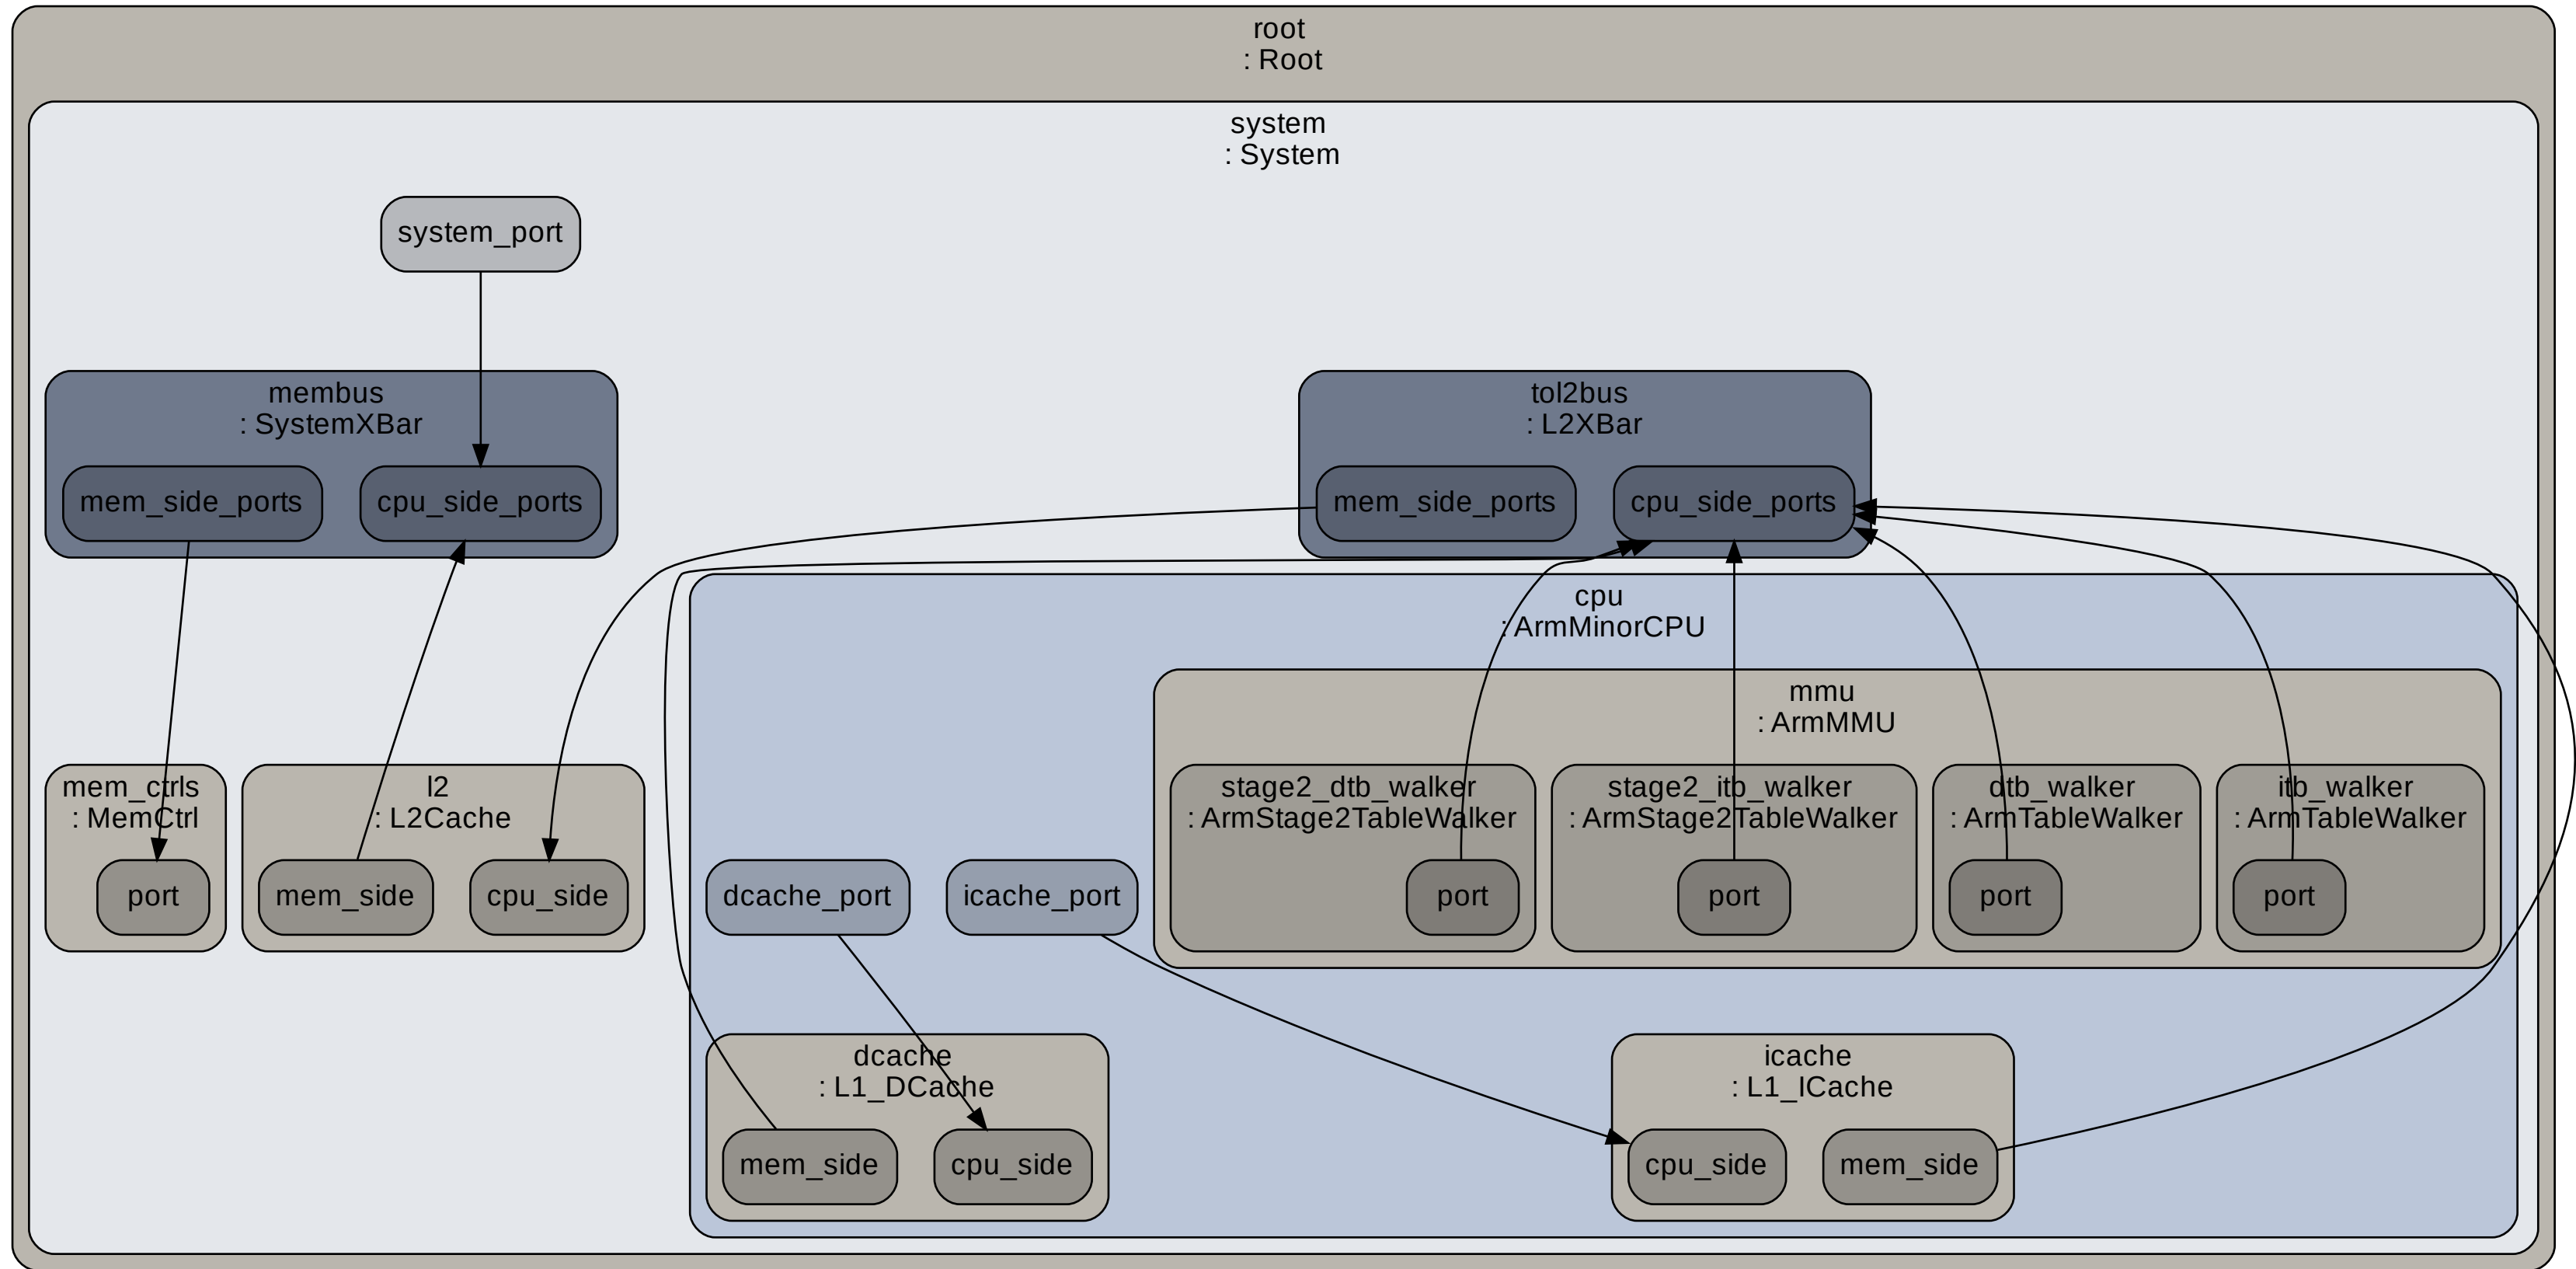 root
: Root
system
: System
system_port
membus
: SystemXBar
mem_side_ports
cpu_side_ports
tol2bus
: L2XBar
mem_side_ports
cpu_side_ports
cpu
: ArmMinorCPU
mmu
: ArmMMU
mem_ctrls
: MemCtrl
port
l2
: L2Cache
mem_side
cpu_side
dcache_port
icache_port
stage2_dtb_walker
: ArmStage2TableWalker
port
stage2_itb_walker
: ArmStage2TableWalker
port
dtb_walker
: ArmTableWalker
port
itb_walker
: ArmTableWalker
port
dcache
: L1_DCache
mem_side
cpu_side
icache
: L1_ICache
cpu_side
mem_side